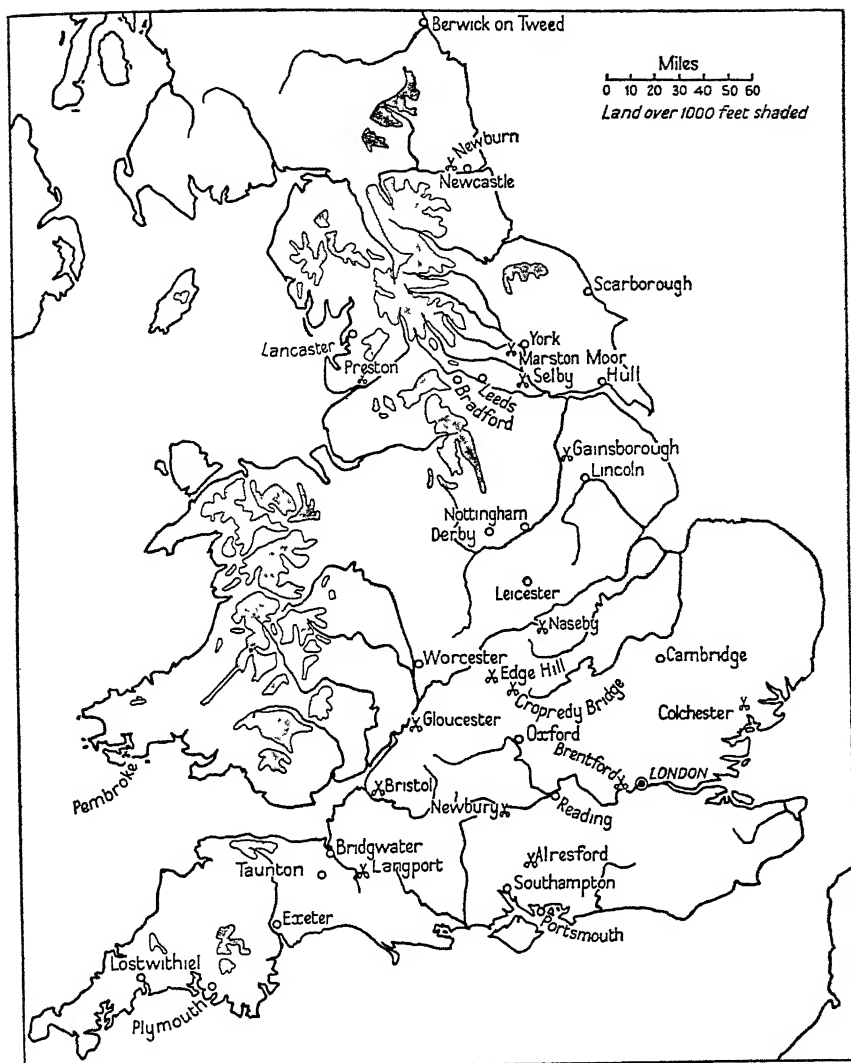 Berwick on Tweed
Miles
0 10 20 30 40 50 60
Land over 1000 feet shaded
Newburn
Newcastle
Scarborough
Lancaster
York
Marston Moor
Preston
Selby
Hull
Bradford
Leeds
Gainsborough
Lincoln
Nottingham
Derby
Leicester
Naseby
Worcester
Cambridge
Edge Hill
Cropredy Bridge
Colchester
Gloucester
Oxford
Brentford
LONDON
Pembroke
Bristol
Newbury
Reading
Bridgwater
Alresford
Taunton
Langport
Southampton
Exeter
Portsmouth
Lostwithiel
Plymouth